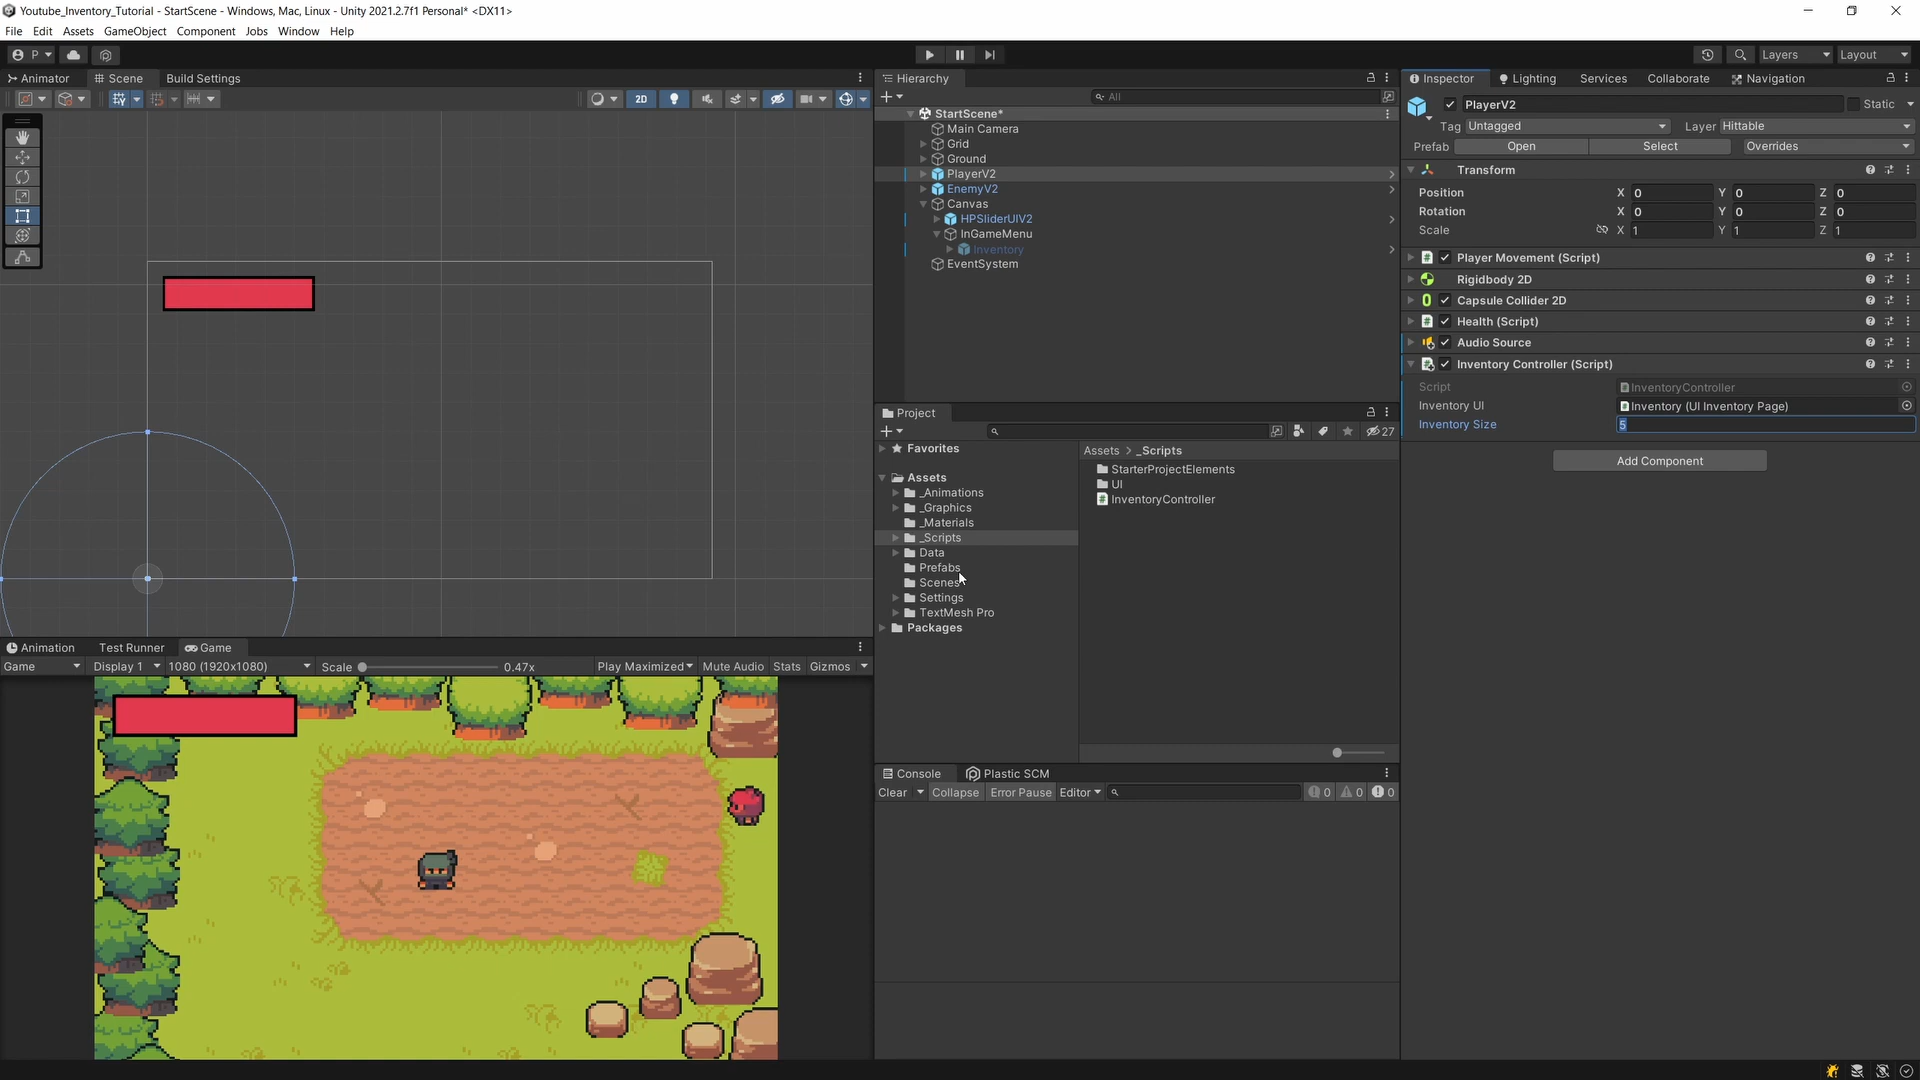 Youtube_Inventory_Tutorial - StartScene - Windows, Mac, Linux - Unity 2021.2.7f1 Personal* <DX11>
File Edit Assets GameObject Component Jobs Window Help
P
Layers
Layout
Animator
Scene
Build Settings
2D
Hierarchy
All
StartScene*
Main Camera
Grid
Ground
PlayerV2
EnemyV2
Canvas
HPSliderUIV2
InGameMenu
Inventory
EventSystem
Project
27
Favorites
Assets
_Animations
_Graphics
_Materials
_Scripts
Data
Prefabs
Scenes
Settings
TextMesh Pro
Packages
Assets > _Scripts
StarterProjectElements
UI
InventoryController
Inspector
Lighting
Services
Collaborate
Navigation
PlayerV2
Static
Tag Untagged
Layer Hittable
Prefab
Open
Select
Overrides
Transform
Position X 0 Y 0 Z 0
Rotation X 0 Y 0 Z 0
Scale X 1 Y 1 Z 1
Player Movement (Script)
Rigidbody 2D
Capsule Collider 2D
Health (Script)
Audio Source
Inventory Controller (Script)
Script InventoryController
Inventory UI Inventory (UI Inventory Page)
Inventory Size 5
Add Component
Animation
Test Runner
Game
Game
Display 1
1080 (1920x1080)
Scale
0.47x
Play Maximized
Mute Audio
Stats
Gizmos
Console
Plastic SCM
Clear
Collapse
Error Pause
Editor
0
0
0